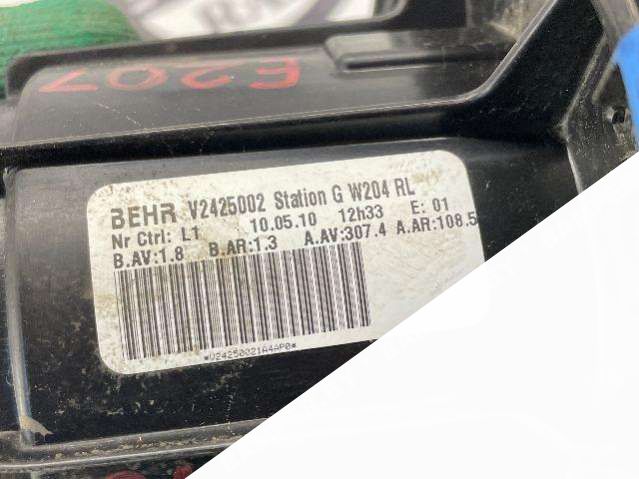 E207
BEHR V2425002 Station G W204 RL
Nr Ctrl: L1 10.05.10 12h33 E: 01
B.AV:1.8 B.AR:1.3 A.AV:307.4 A.AR:108.5
*V24250021A4AP0*